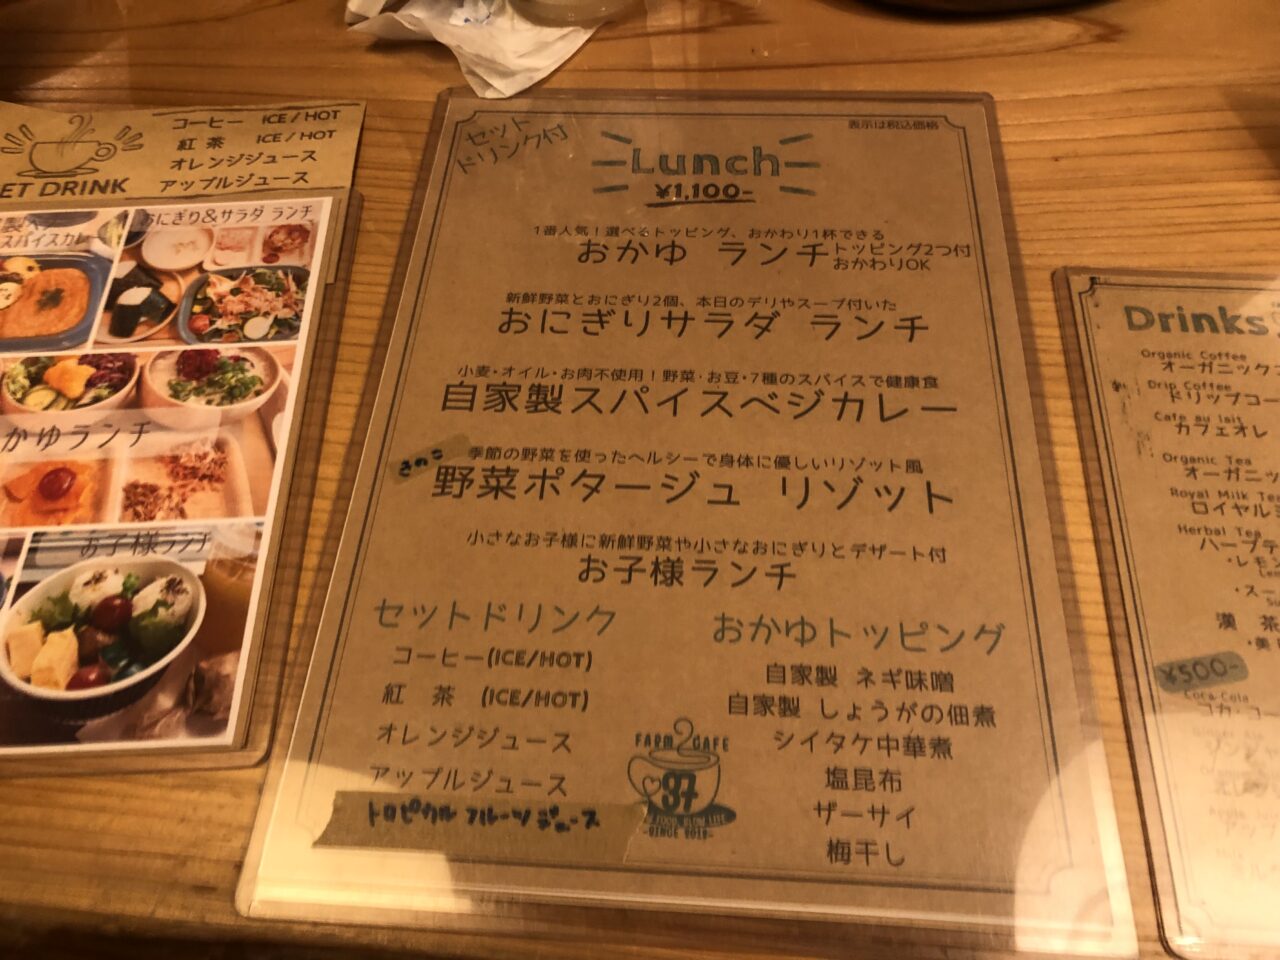 コーヒー ICE / HOT
紅 茶 ICE / HOT
オレンジジュース
アップルジュース
ET DRINK
スパイスカレー
おにぎり&サラダ ランチ
かゆランチ
お子様ランチ
セット
ドリンク付
表示は税込価格
Lunch
¥1,100-
1番人気!選べるトッピング、おかわり1杯できる
おかゆ ランチ
トッピング2つ付
おかわりOK
新鮮野菜とおにぎり2個、本日のデリやスープ付いた
おにぎりサラダ ランチ
小麦・オイル・お肉不使用!野菜・お豆・7種のスパイスで健康食
自家製スパイスベジカレー
季節の野菜を使ったヘルシーで身体に優しいリゾット風
きのこ
野菜ポタージュ リゾット
小さなお子様に新鮮野菜や小さなおにぎりとデザート付
お子様ランチ
セットドリンク
コーヒー(ICE/HOT)
紅 茶 (ICE/HOT)
オレンジジュース
アップルジュース
トロピカルフルーツジュース
FARM CAFE
97
SINCE 2019
おかゆトッピング
自家製 ネギ味噌
自家製 しょうがの佃煮
シイタケ中華煮
塩昆布
ザーサイ
梅干し
Drinks
Organic Coffee
オーガニックコ
Drip Coffee
ドリップコー
Cafe au lait
カフェオレ
Organic Tea
オーガニッ
Royal Milk Tea
ロイヤルミ
Herbal Tea
ハーブテ
・レモン
・スー
漢 茶
・美
¥500-
Coca-Cola
コカ・コー